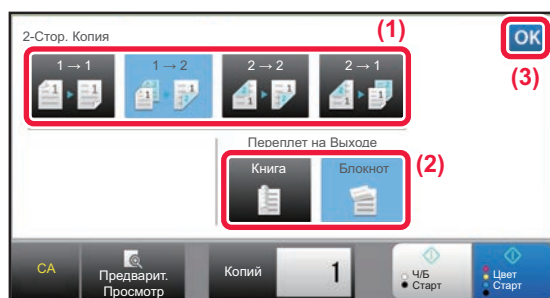 2-Стор. Копия
(1)
OK
(3)
1 → 1
1 → 2
2 → 2
2 → 1
Переплет на Выходе
(2)
Книга
Блокнот
CA
Предварит.
Просмотр
Копий
1
Ч/Б
Старт
Цвет
Старт